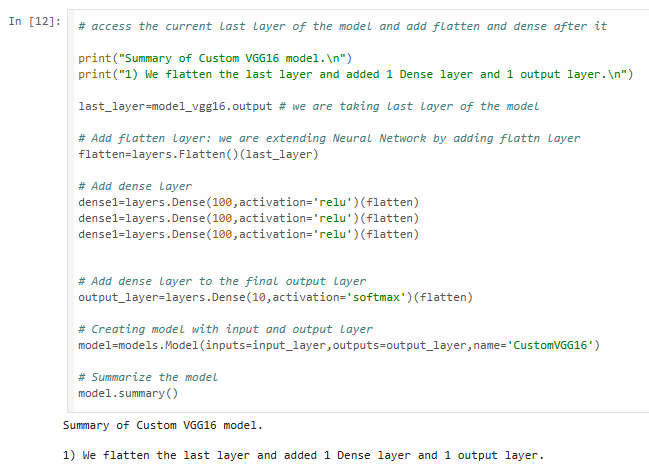 In [12]:
# access the current last layer of the model and add flatten and dense after it
print("Summary of Custom VGG16 model.\n")
print("1) We flatten the last layer and added 1 Dense layer and 1 output layer.\n")
last_layer=model_vgg16.output # we are taking last layer of the model
# Add flatten layer: we are extending Neural Network by adding flattn layer
flatten=layers.Flatten()(last_layer)
# Add dense layer
dense1=layers.Dense(100,activation='relu')(flatten)
dense1=layers.Dense(100,activation='relu')(flatten)
dense1=layers.Dense(100,activation='relu')(flatten)
# Add dense layer to the final output layer
output_layer=layers.Dense(10,activation='softmax')(flatten)
# Creating model with input and output layer
model=models.Model(inputs=input_layer,outputs=output_layer,name='CustomVGG16')
# Summarize the model
model.summary()
Summary of Custom VGG16 model.
1) We flatten the last layer and added 1 Dense layer and 1 output layer.